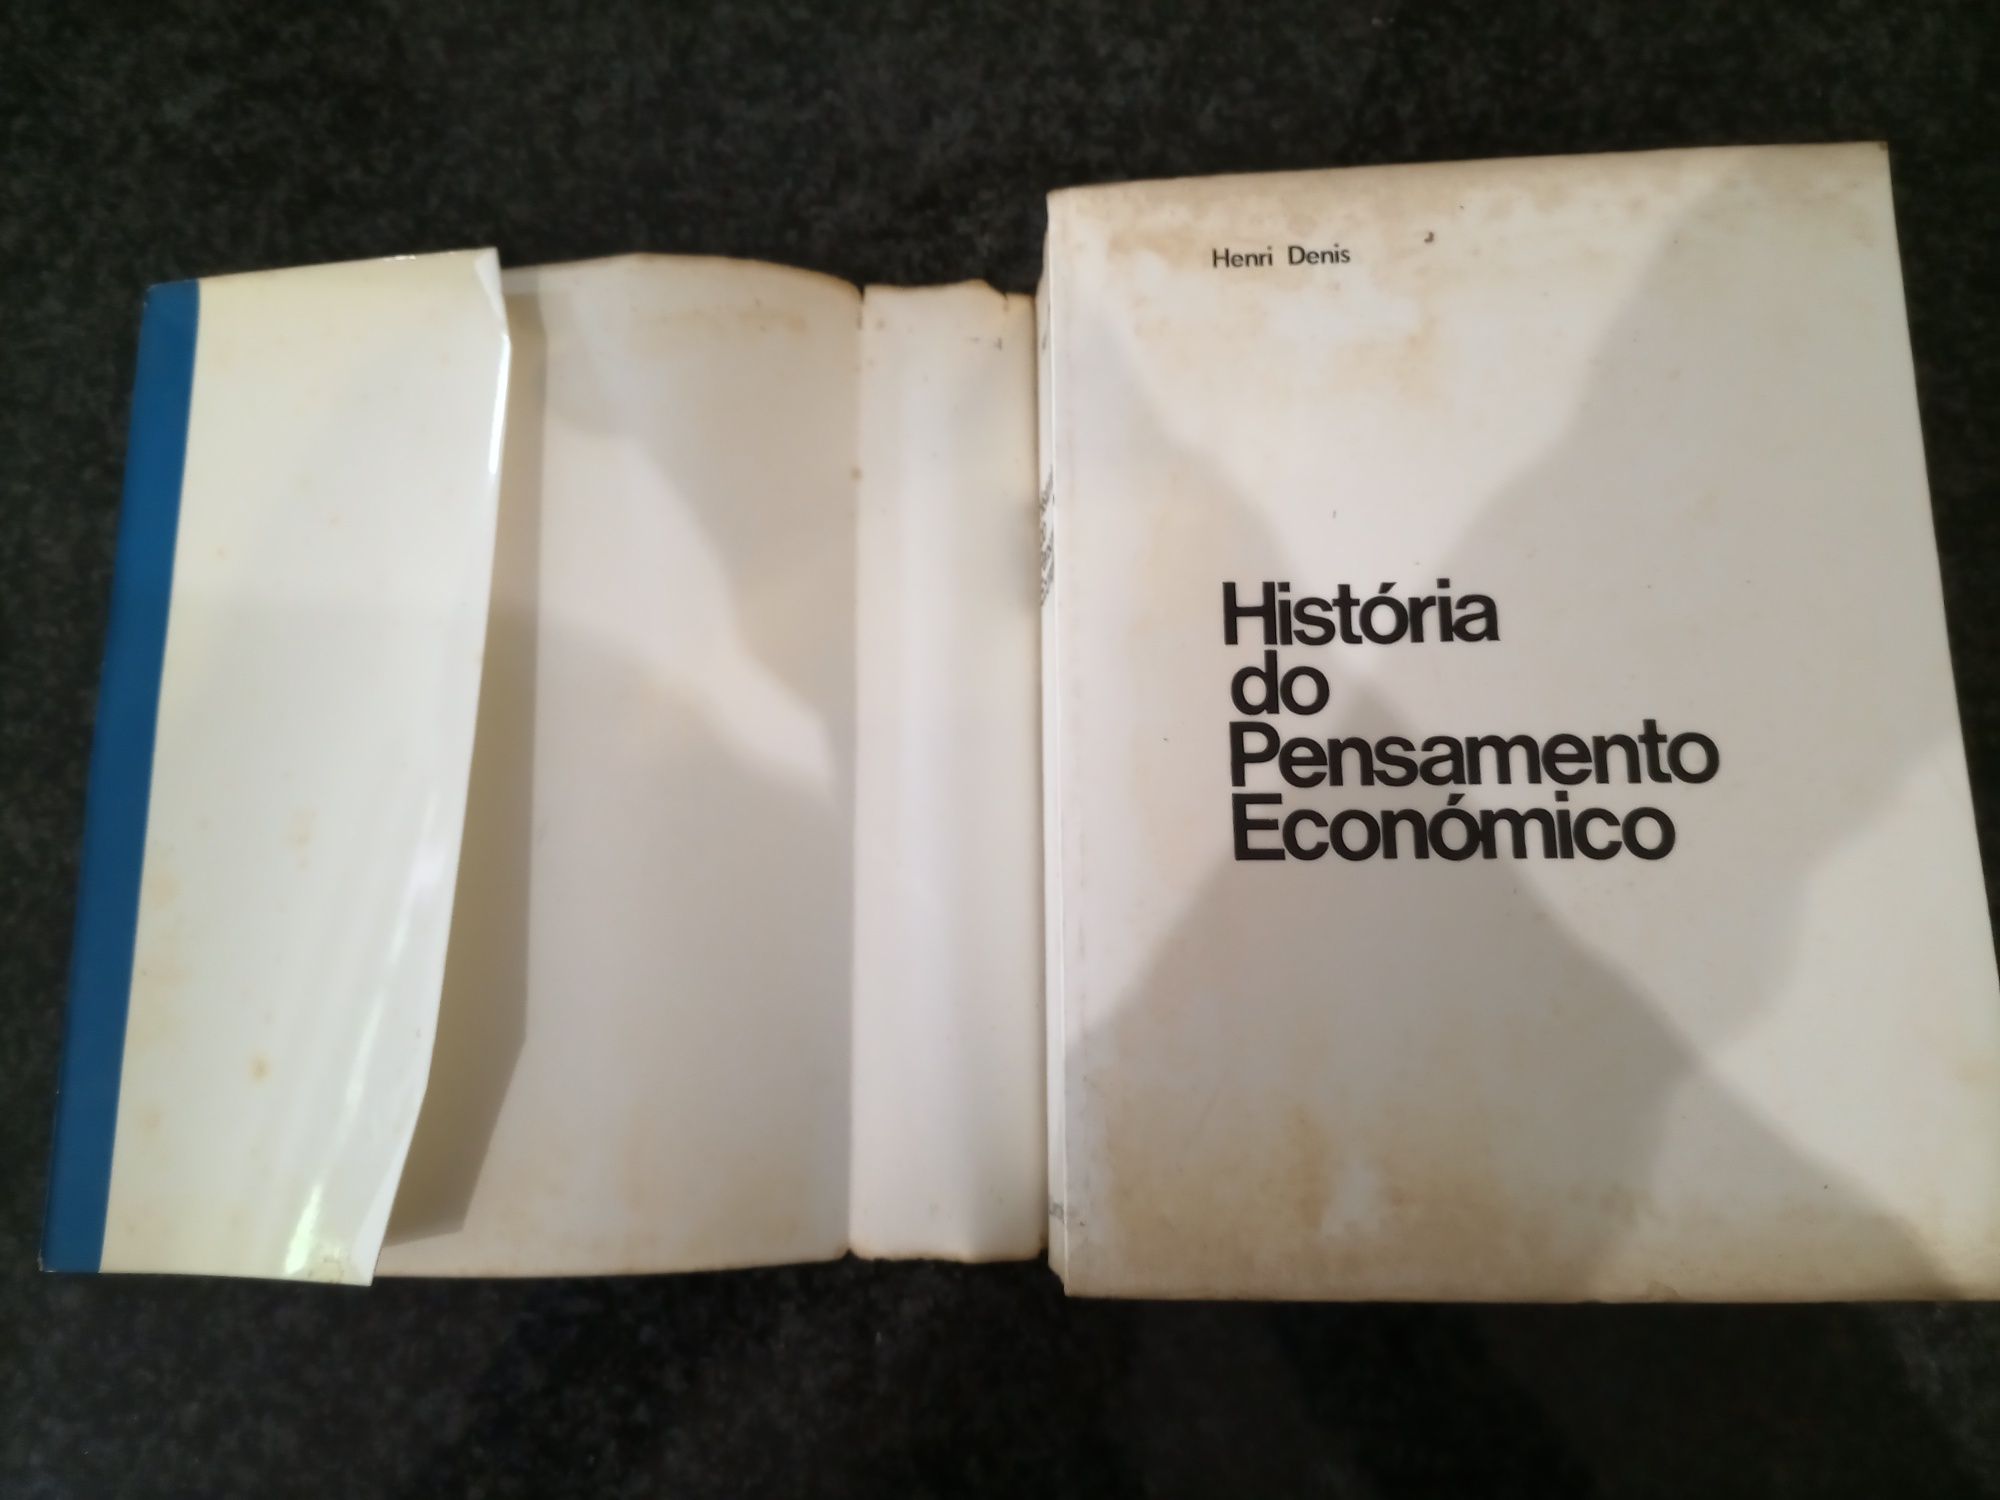 Henri Denis
História
do
Pensamento
Económico